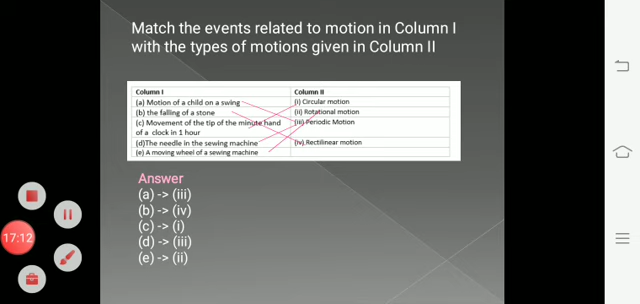 Match the events related to motion in Column I
with the types of motions given in Column II
Column I Column II
(a) Motion of a child on a swing (i) Circular motion
(b) the falling of a stone (ii) Rotational motion
(c) Movement of the tip of the minute hand (iii) Periodic Motion
of a clock in 1 hour
(d)The needle in the sewing machine (iv) Rectilinear motion
(e) A moving wheel of a sewing machine
Answer
(a) -> (iii)
(b) -> (iv)
(c) -> (i)
(d) -> (iii)
(e) -> (ii)
17:12